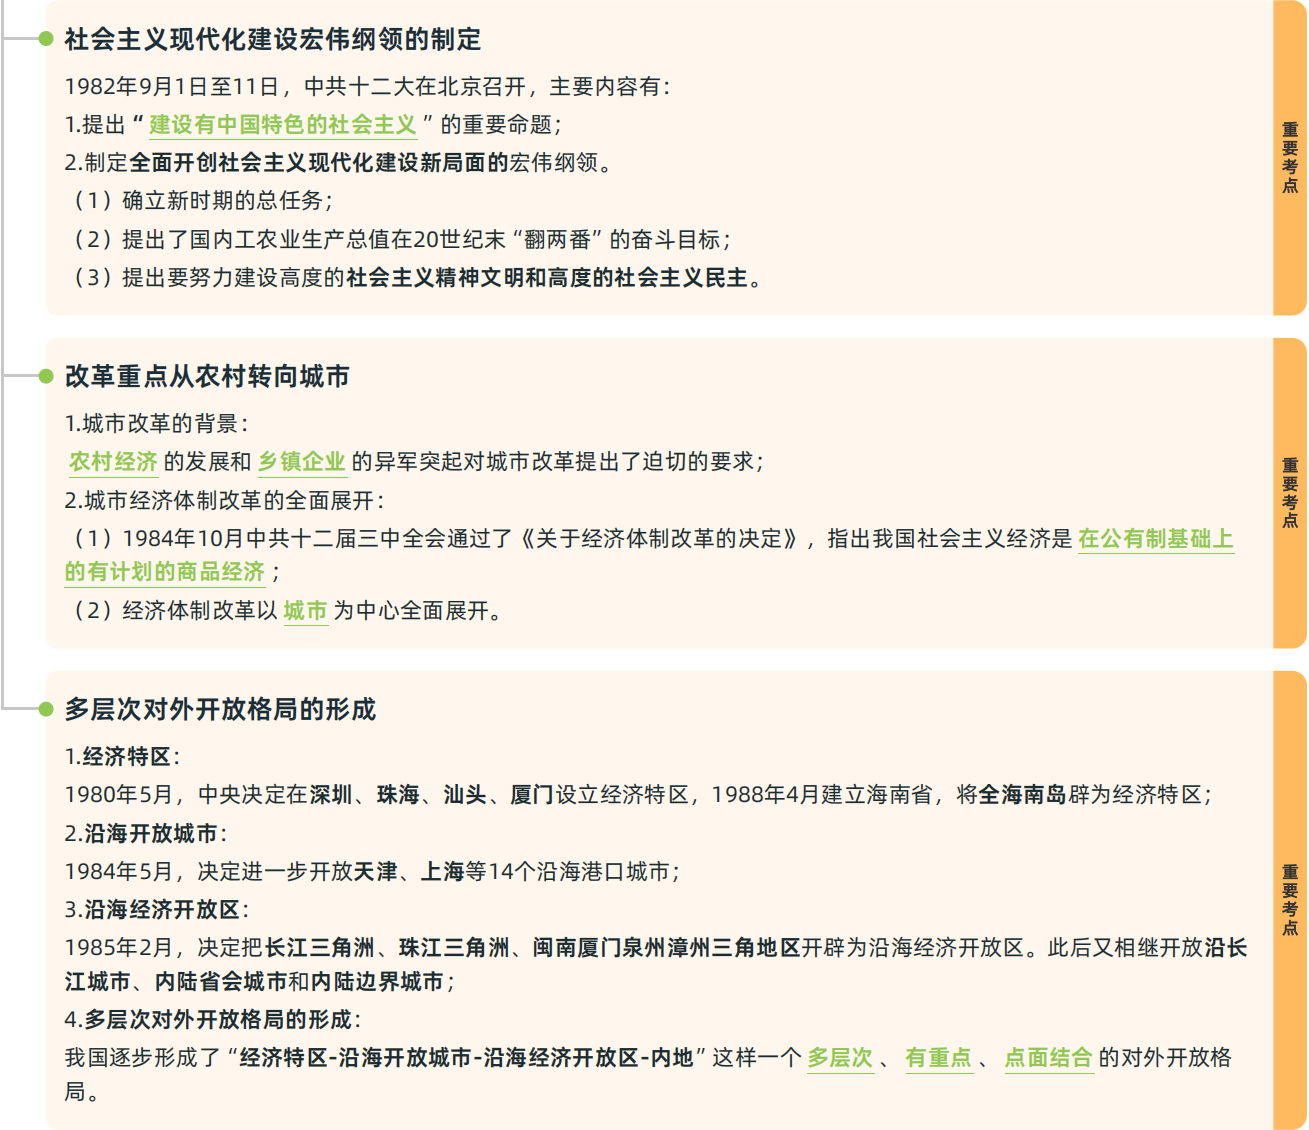 社会主义现代化建设宏伟纲领的制定
1982年9月1日至11日，中共十二大在北京召开，主要内容有：
1.提出“建设有中国特色的社会主义”的重要命题；
2.制定全面开创社会主义现代化建设新局面的宏伟纲领。
（1）确立新时期的总任务；
（2）提出了国内工农业生产总值在20世纪末“翻两番”的奋斗目标；
（3）提出要努力建设高度的社会主义精神文明和高度的社会主义民主。
重要考点
改革重点从农村转向城市
1.城市改革的背景：
农村经济的发展和乡镇企业的异军突起对城市改革提出了迫切的要求；
2.城市经济体制改革的全面展开：
（1）1984年10月中共十二届三中全会通过了《关于经济体制改革的决定》，指出我国社会主义经济是在公有制基础上
的有计划的商品经济；
（2）经济体制改革以城市为中心全面展开。
重要考点
多层次对外开放格局的形成
1.经济特区：
1980年5月，中央决定在深圳、珠海、汕头、厦门设立经济特区，1988年4月建立海南省，将全海南岛辟为经济特区；
2.沿海开放城市：
1984年5月，决定进一步开放天津、上海等14个沿海港口城市；
3.沿海经济开放区：
1985年2月，决定把长江三角洲、珠江三角洲、闽南厦门泉州漳州三角地区开辟为沿海经济开放区。此后又相继开放沿长
江城市、内陆省会城市和内陆边界城市；
4.多层次对外开放格局的形成：
我国逐步形成了“经济特区-沿海开放城市-沿海经济开放区-内地”这样一个多层次、有重点、点面结合的对外开放格
局。
重要考点